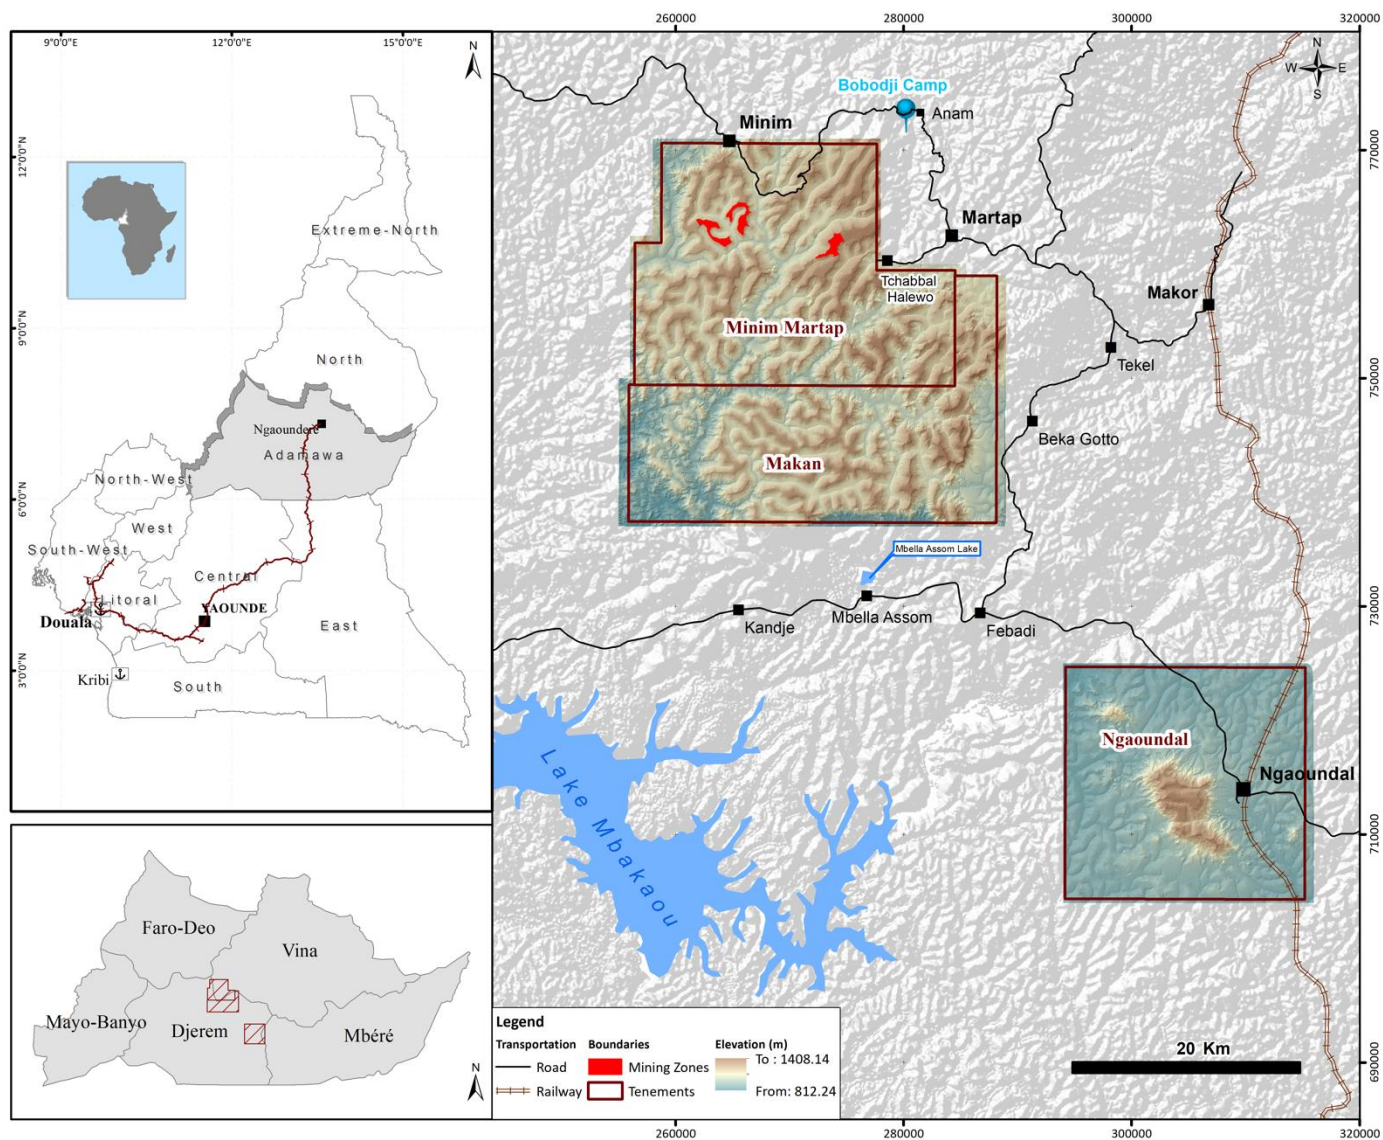 9°0'0"E
12°0'0"E
15°0'0"E
N
12°0'0"N
9°0'0"N
6°0'0"N
3°0'0"N
Extreme-North
North
Ngaoundere
Adamawa
North-West
West
South-West
Central
Litoral
YAOUNDE
Douala
East
Kribi
South
Faro-Deo
Vina
Mayo-Banyo
Djerem
Mbéré
N
260000
280000
300000
320000
N
W
E
S
770000
750000
730000
710000
690000
Bobodji Camp
Anam
Minim
Martap
Tchabbal
Halewo
Makor
Minim Martap
Tekel
Beka Gotto
Makan
Mbella Assom Lake
Kandje
Mbella Assom
Febadi
Ngaoundal
Ngaoundal
Lake Mbakaou
Legend
Transportation
Road
Railway
Boundaries
Mining Zones
Tenements
Elevation (m)
To : 1408.14
From: 812.24
20 Km
260000
280000
300000
320000